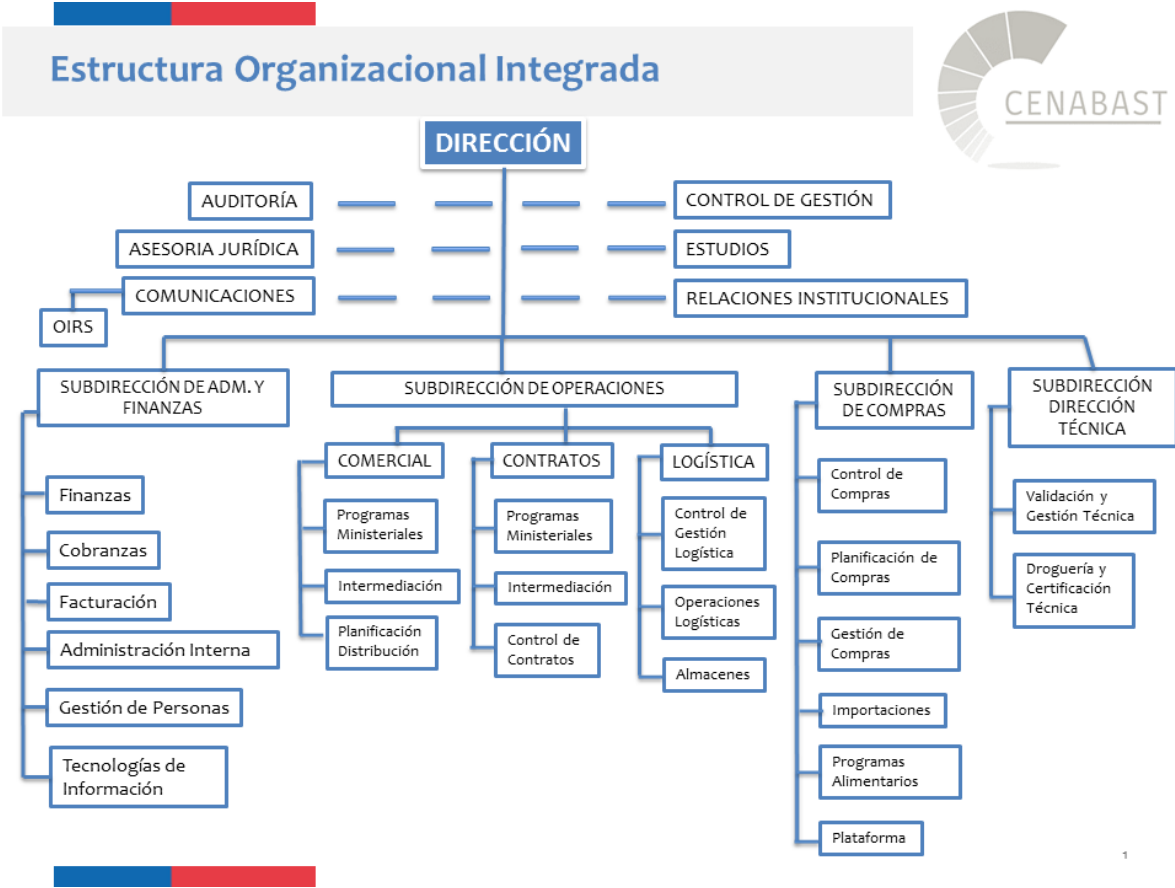 Estructura Organizacional Integrada
CENABAST
DIRECCIÓN
AUDITORÍA
CONTROL DE GESTIÓN
ASESORIA JURÍDICA
ESTUDIOS
COMUNICACIONES
RELACIONES INSTITUCIONALES
OIRS
SUBDIRECCIÓN DE ADM. Y
FINANZAS
Finanzas
Cobranzas
Facturación
Administración Interna
Gestión de Personas
Tecnologías de
Información
SUBDIRECCIÓN DE OPERACIONES
COMERCIAL
Programas
Ministeriales
Intermediación
Planificación
Distribución
CONTRATOS
Programas
Ministeriales
Intermediación
Control de
Contratos
LOGÍSTICA
Control de
Gestión
Logística
Operaciones
Logísticas
Almacenes
SUBDIRECCIÓN
DE COMPRAS
Control de
Compras
Planificación de
Compras
Gestión de
Compras
Importaciones
Programas
Alimentarios
Plataforma
SUBDIRECCIÓN
DIRECCIÓN
TÉCNICA
Validación y
Gestión Técnica
Droguería y
Certificación
Técnica
1